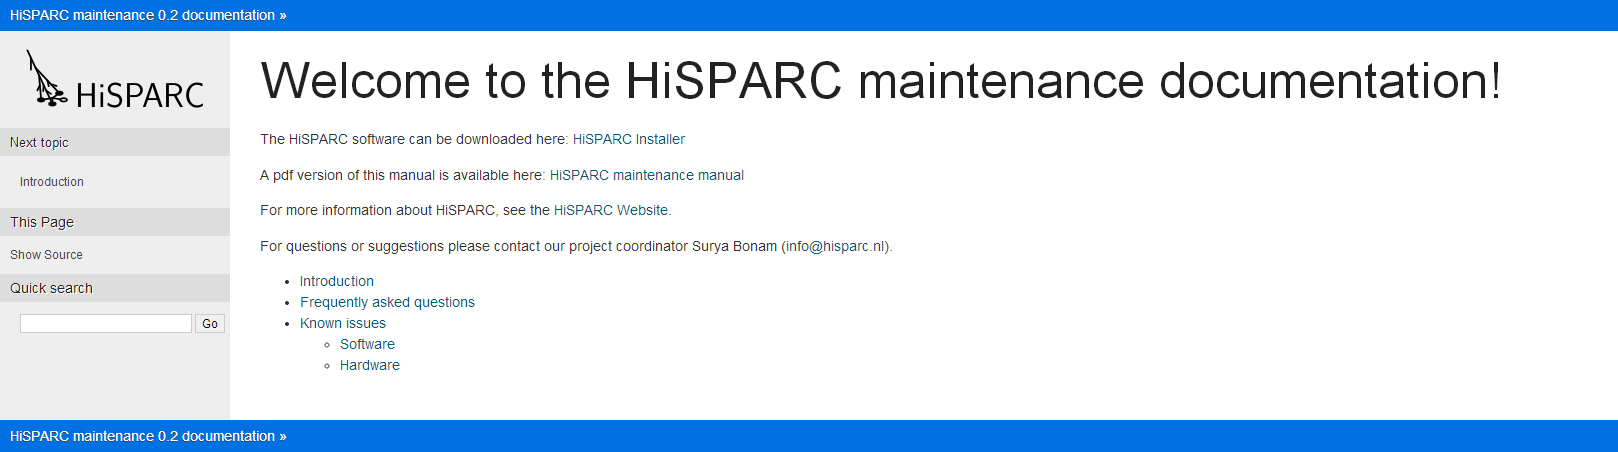 HiSPARC maintenance 0.2 documentation »
HiSPARC
Next topic
Introduction
This Page
Show Source
Quick search
Go
Welcome to the HiSPARC maintenance documentation!
The HiSPARC software can be downloaded here: HiSPARC Installer
A pdf version of this manual is available here: HiSPARC maintenance manual
For more information about HiSPARC, see the HiSPARC Website.
For questions or suggestions please contact our project coordinator Surya Bonam (info@hisparc.nl).
• Introduction
• Frequently asked questions
• Known issues
◦ Software
◦ Hardware
HiSPARC maintenance 0.2 documentation »